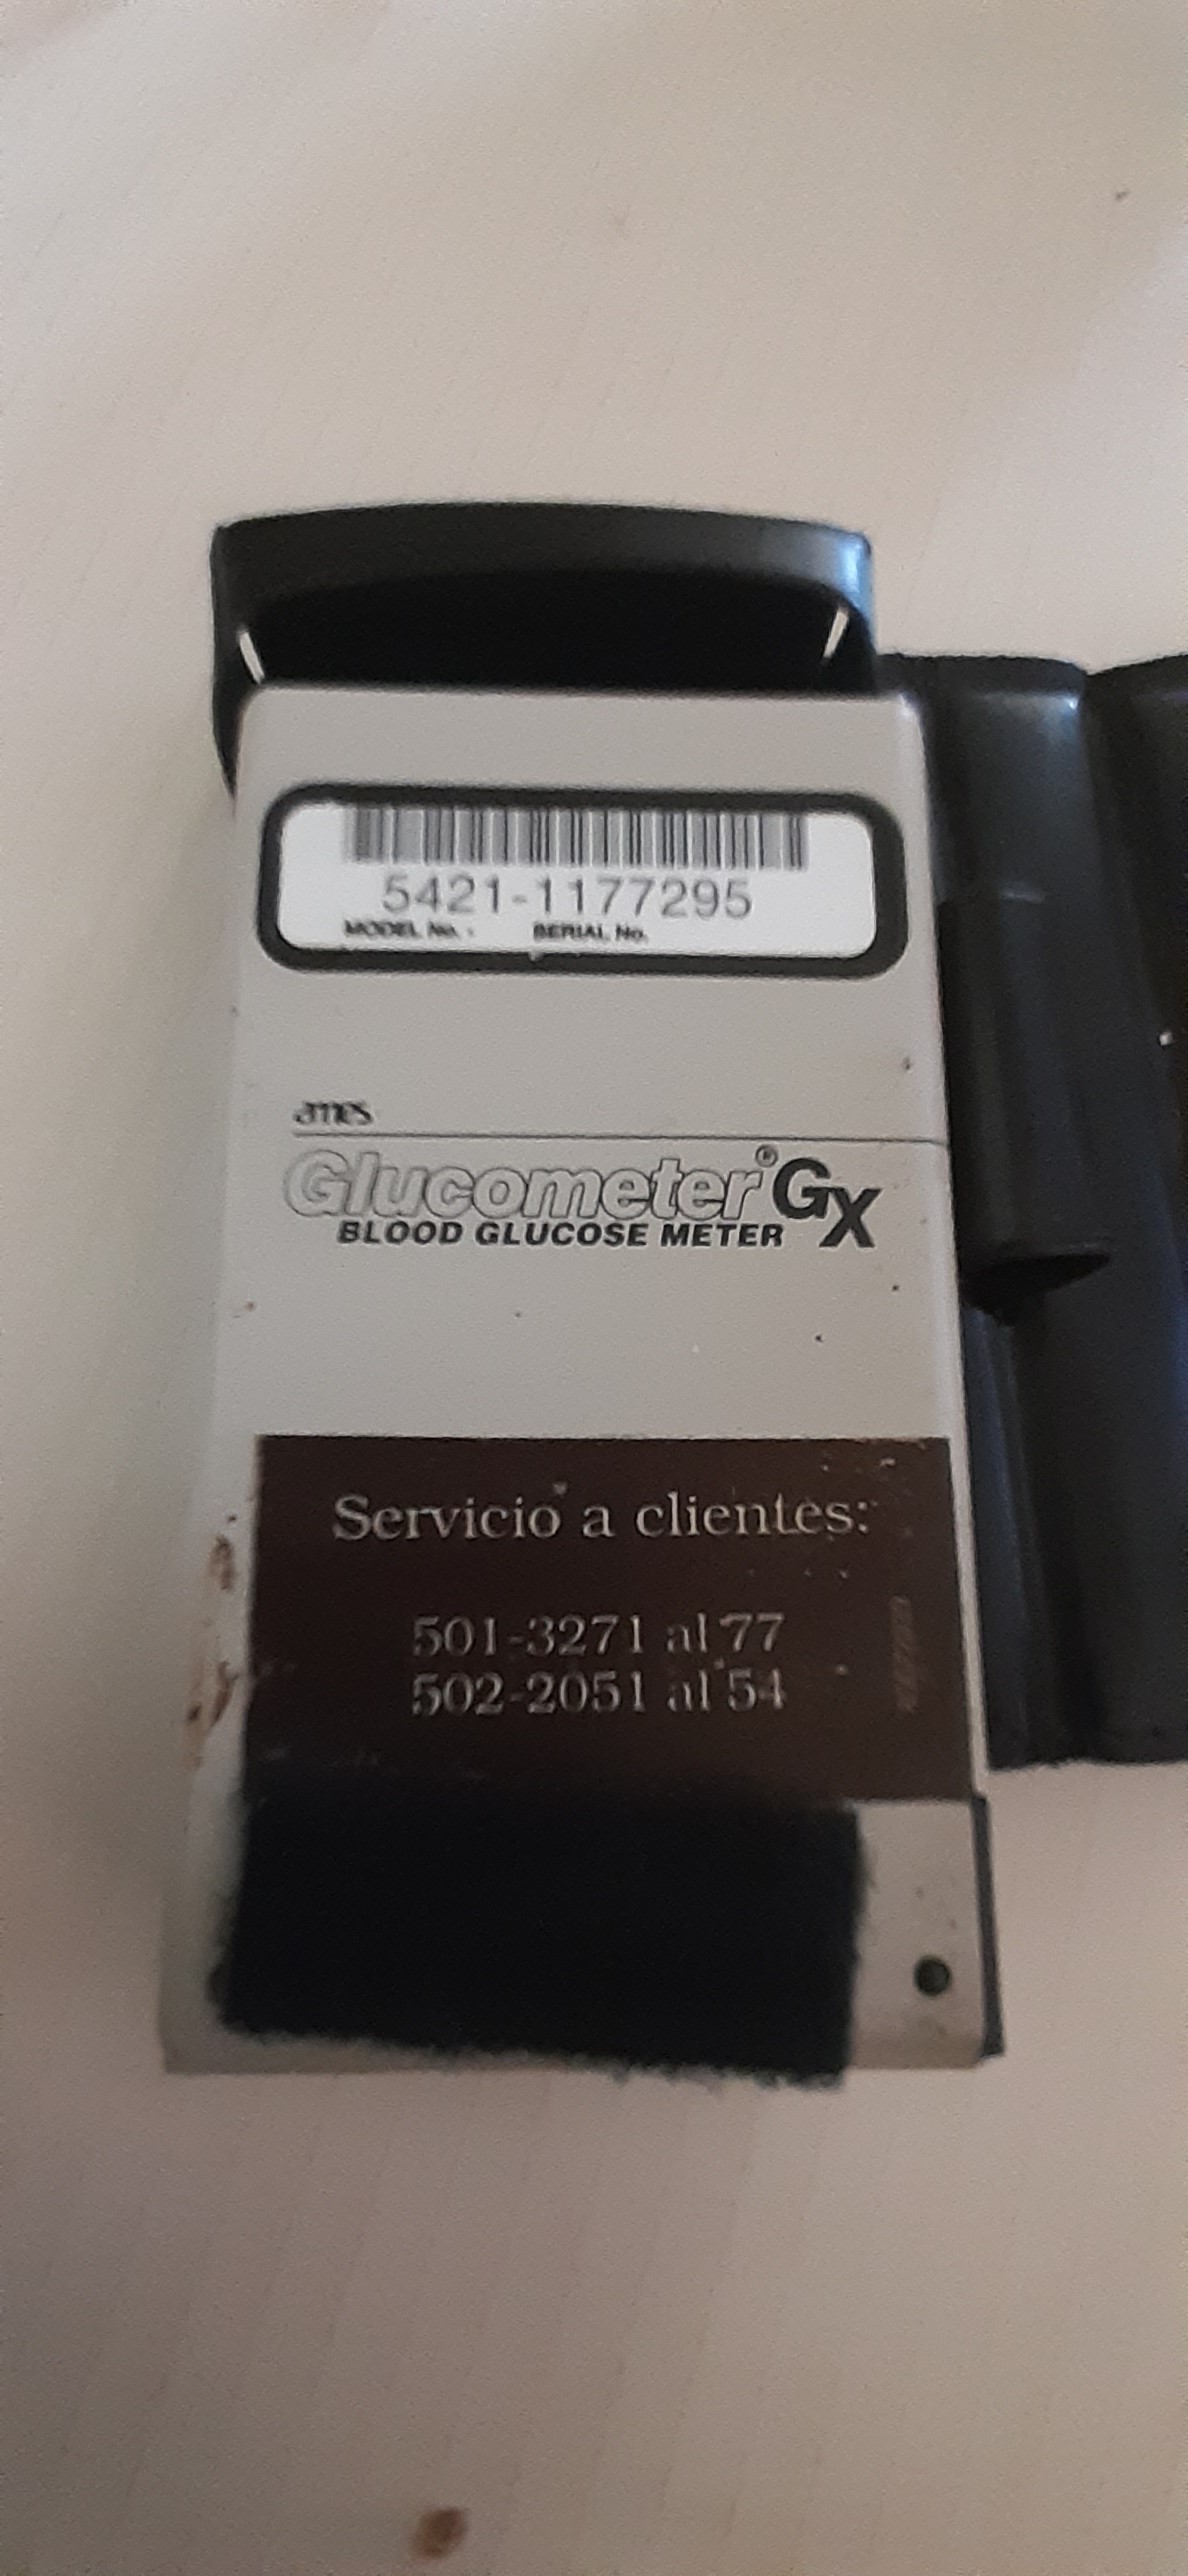 5421-1177295
MODEL No. SERIAL No.
ames
Glucometer® GX
BLOOD GLUCOSE METER
Servicio a clientes:
501-3271 al 77
502-2051 al 54